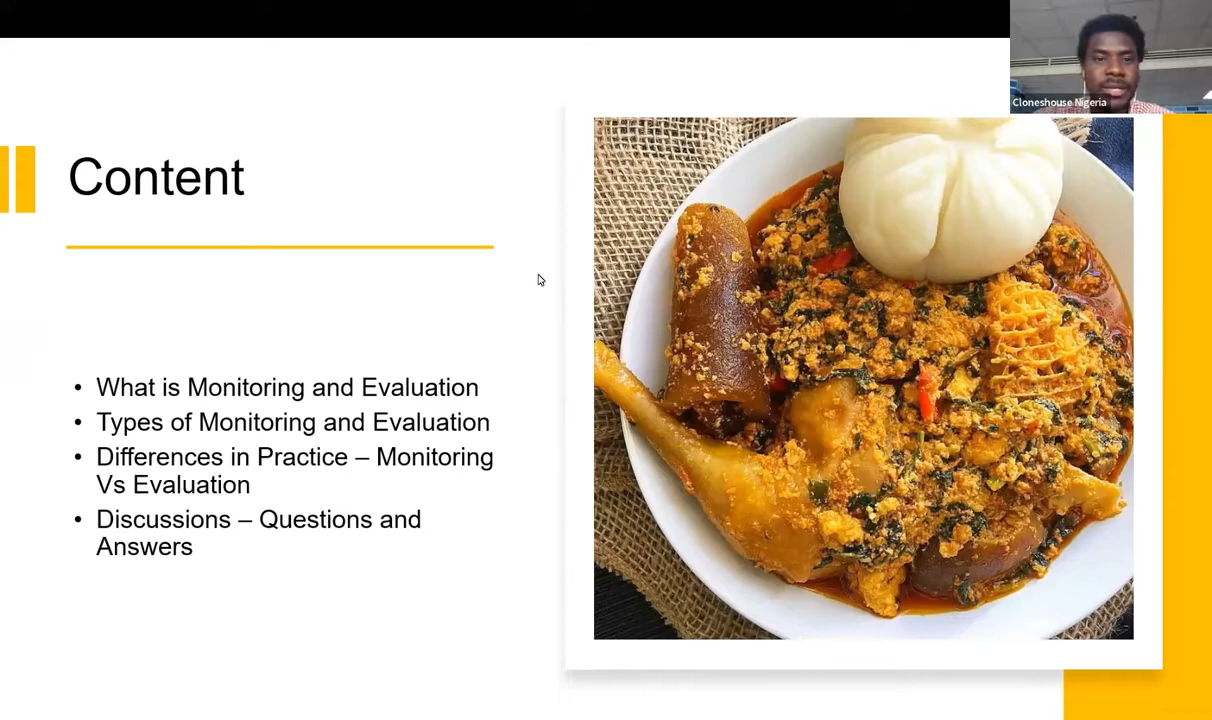 Cloneshouse Nigeria
Content
• What is Monitoring and Evaluation
• Types of Monitoring and Evaluation
• Differences in Practice – Monitoring
Vs Evaluation
• Discussions – Questions and
Answers